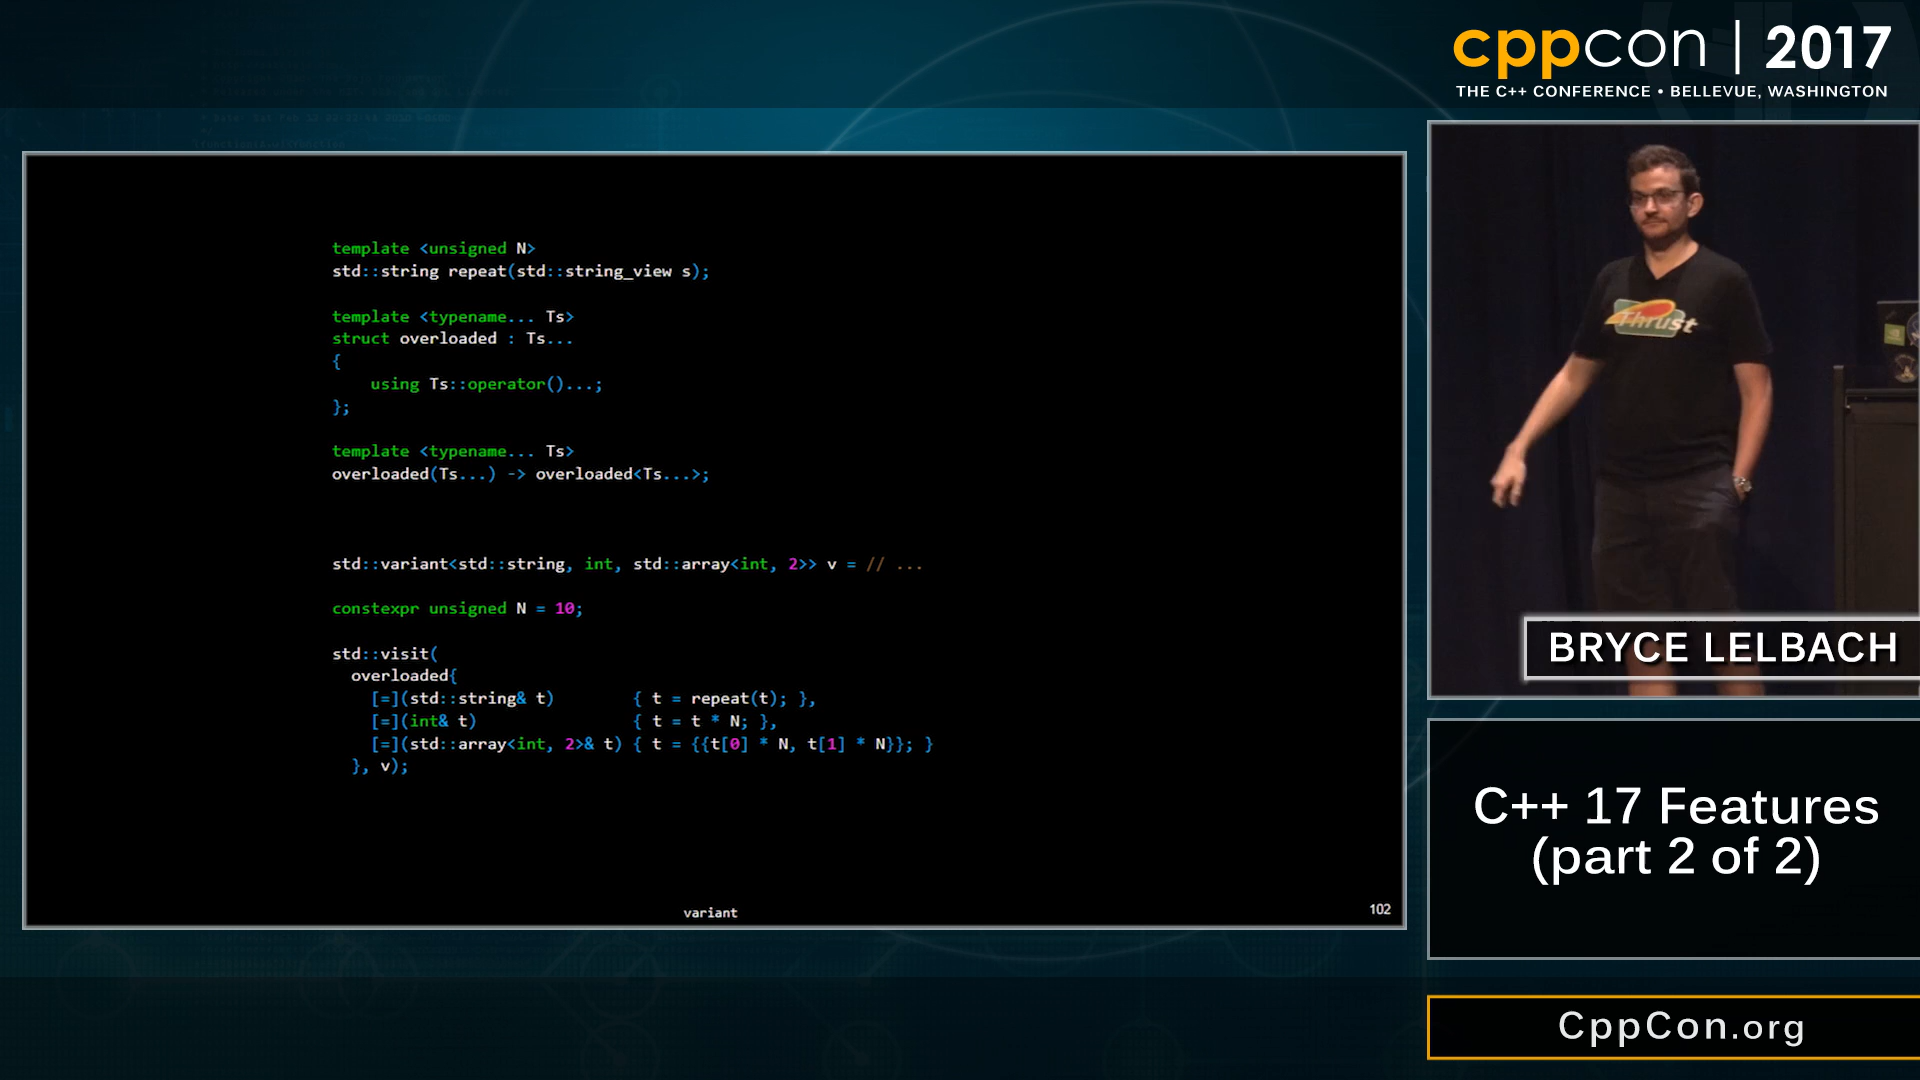 cppcon | 2017
THE C++ CONFERENCE • BELLEVUE, WASHINGTON
template <unsigned N>
std::string repeat(std::string_view s);
template <typename... Ts>
struct overloaded : Ts...
{
using Ts::operator()...;
};
template <typename... Ts>
overloaded(Ts...) -> overloaded<Ts...>;
std::variant<std::string, int, std::array<int, 2>> v = // ...
constexpr unsigned N = 10;
std::visit(
overloaded{
[=](std::string& t) { t = repeat(t); },
[=](int& t) { t = t * N; },
[=](std::array<int, 2>& t) { t = {{t[0] * N, t[1] * N}}; }
}, v);
variant
102
Thrust
BRYCE LELBACH
C++ 17 Features
(part 2 of 2)
CppCon.org